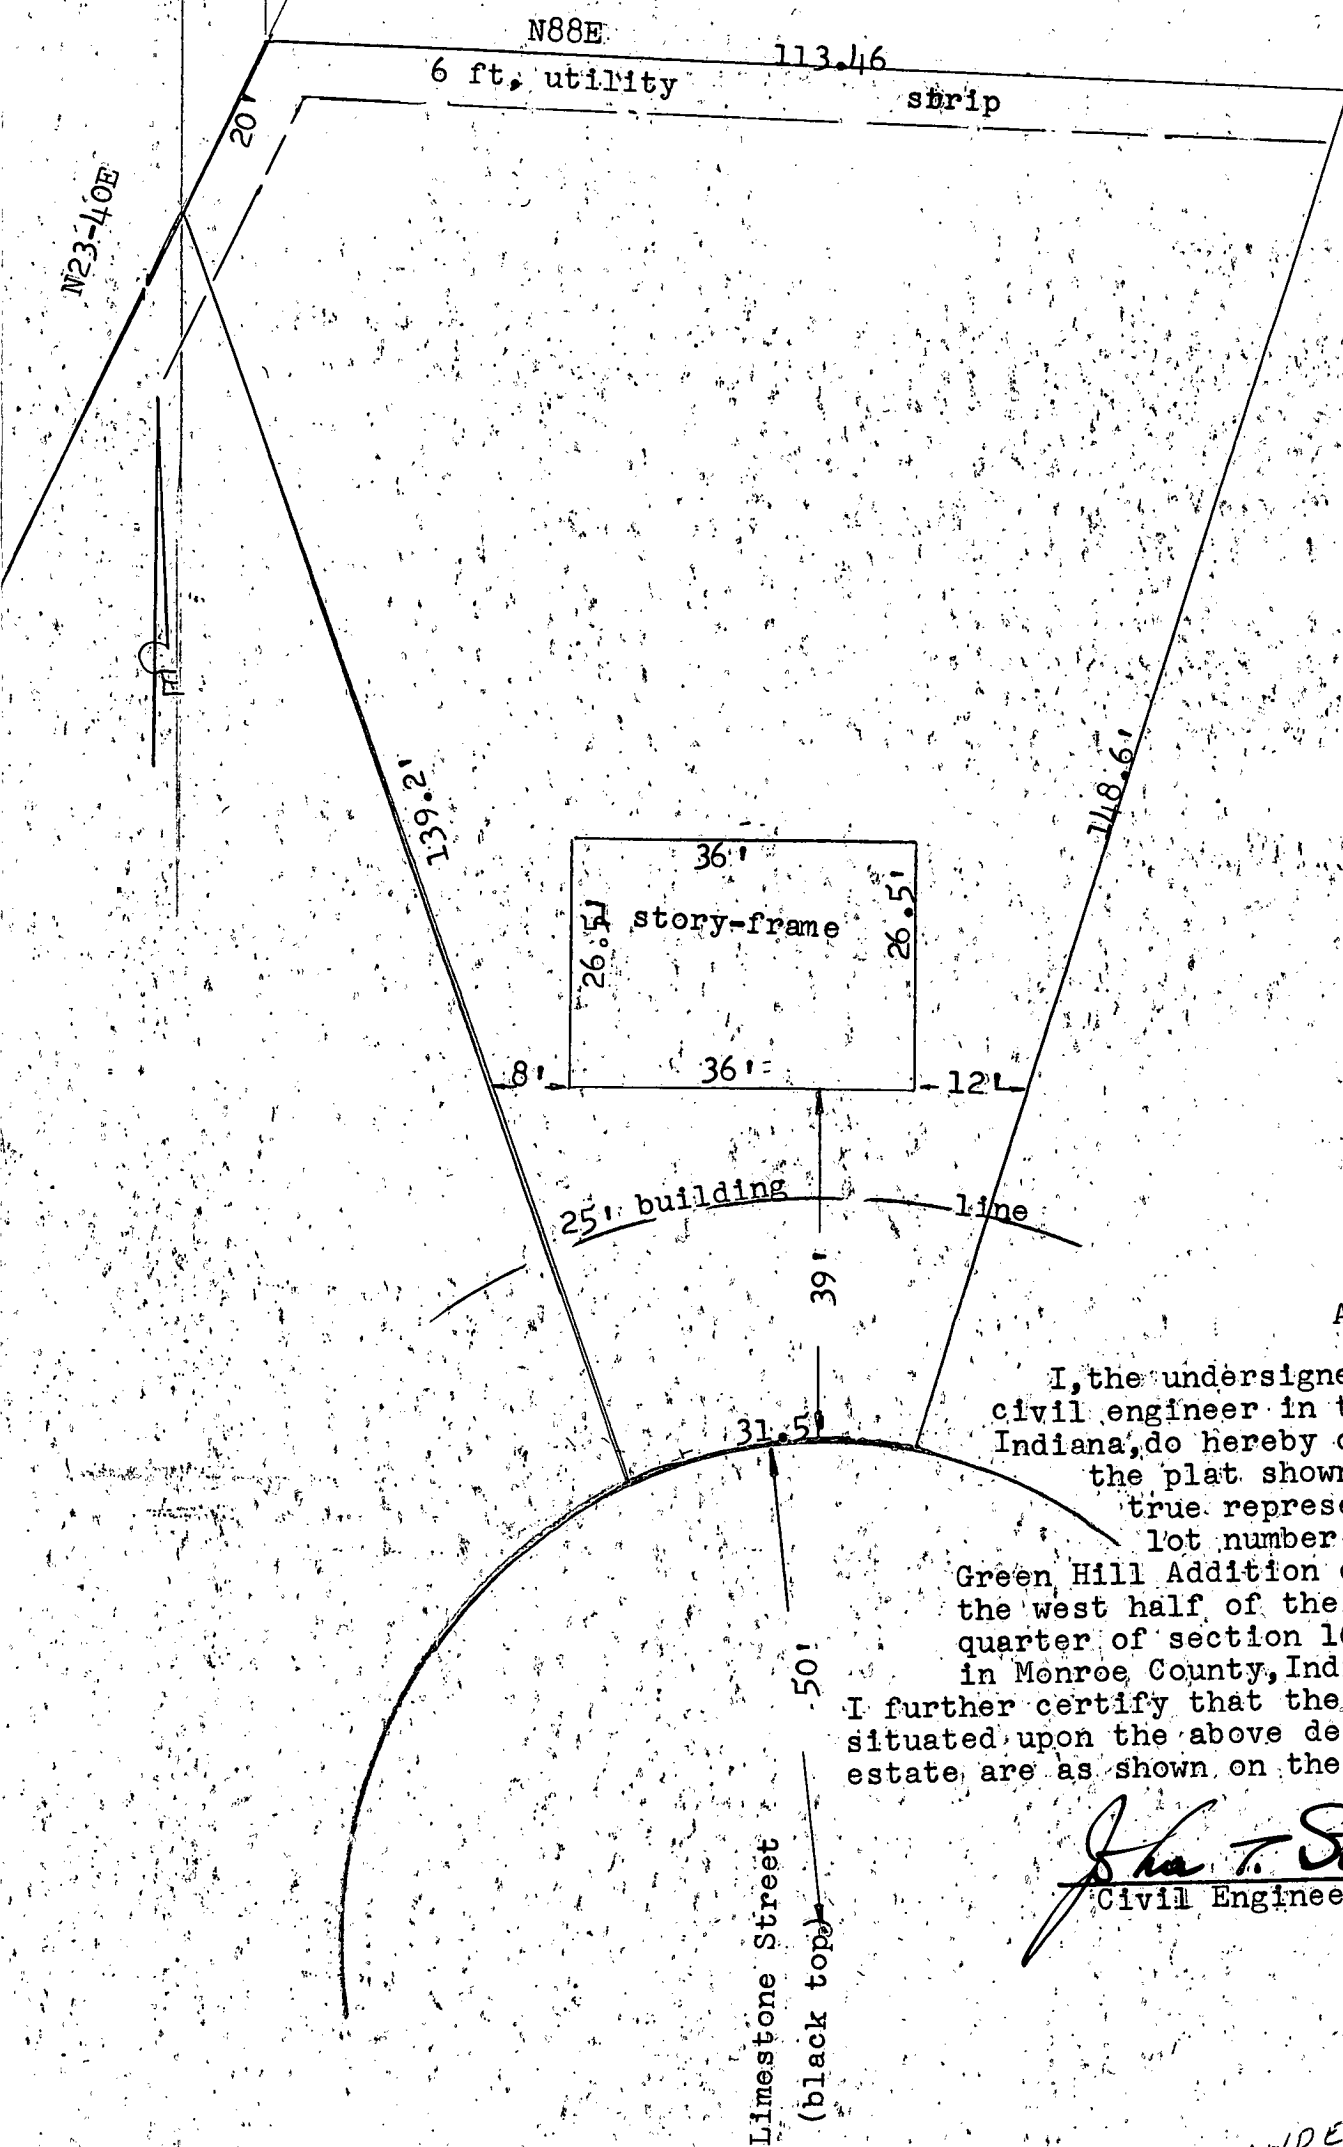 N88E
113.46
6 ft, utility strip
20'
N23-40E
139.2'
148.6'
36'
26.5'
1 story-frame
26.5'
8'
36'
12'
25' building line
39'
31.5'
I,the undersigne
civil engineer in t
Indiana,do hereby c
the plat shown
true represe
lot number
Green Hill Addition
the west half of the
quarter of section 1
in Monroe County,Ind
I further certify that the
situated upon the above de
estate are as shown on the
50'
Limestone Street
(black top)
Civil Enginee